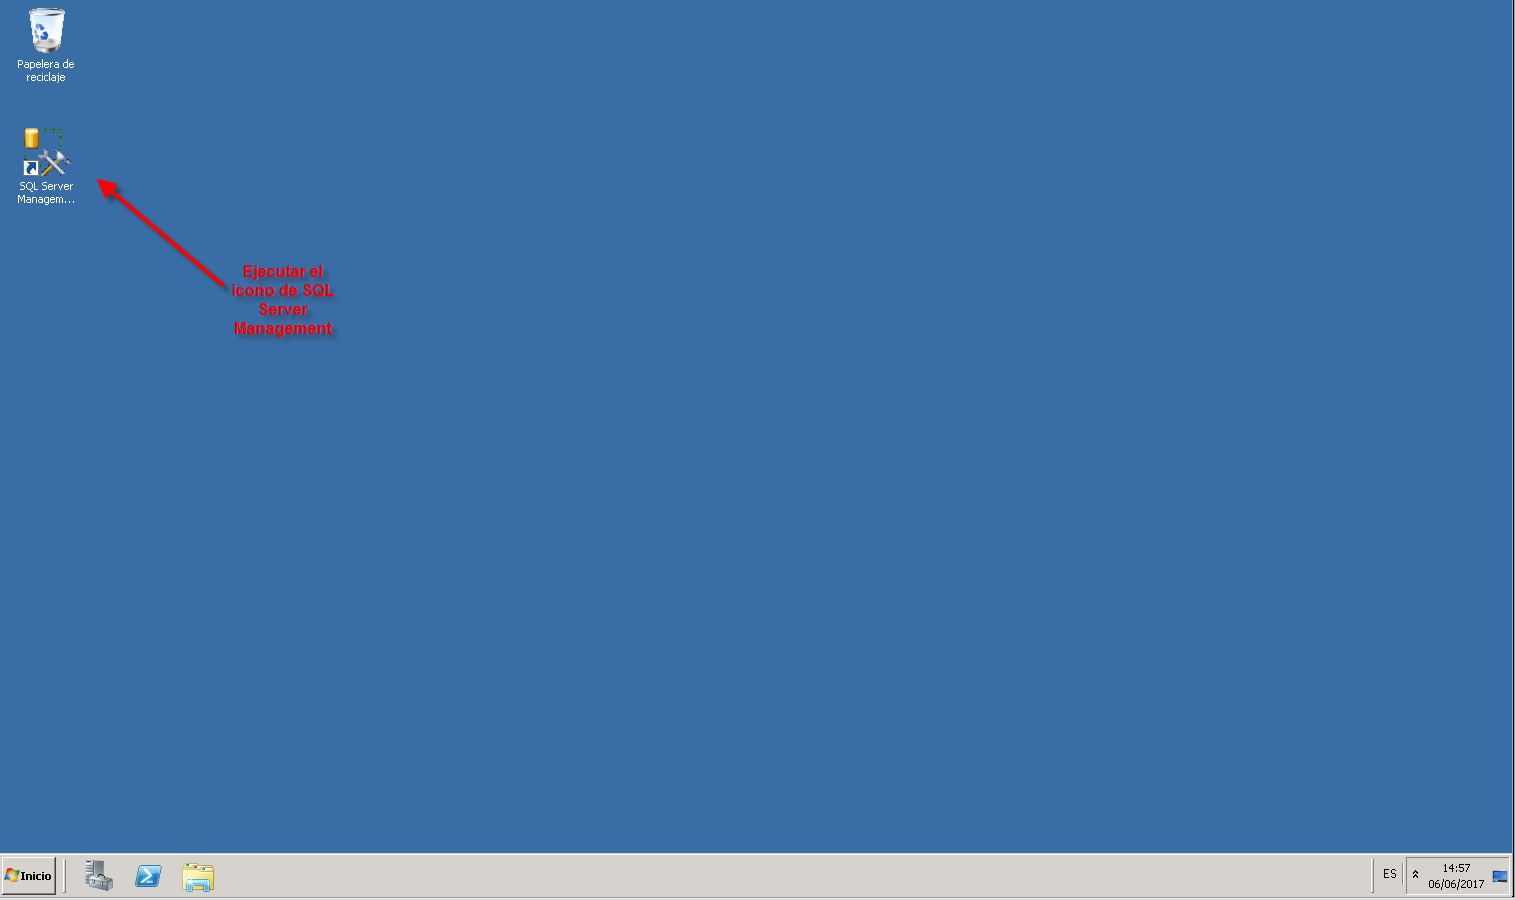 Papelera de
reciclaje
SQL Server
Managem...
Ejecutar el
icono de SQL
Server
Management
Inicio
ES
14:57
06/06/2017